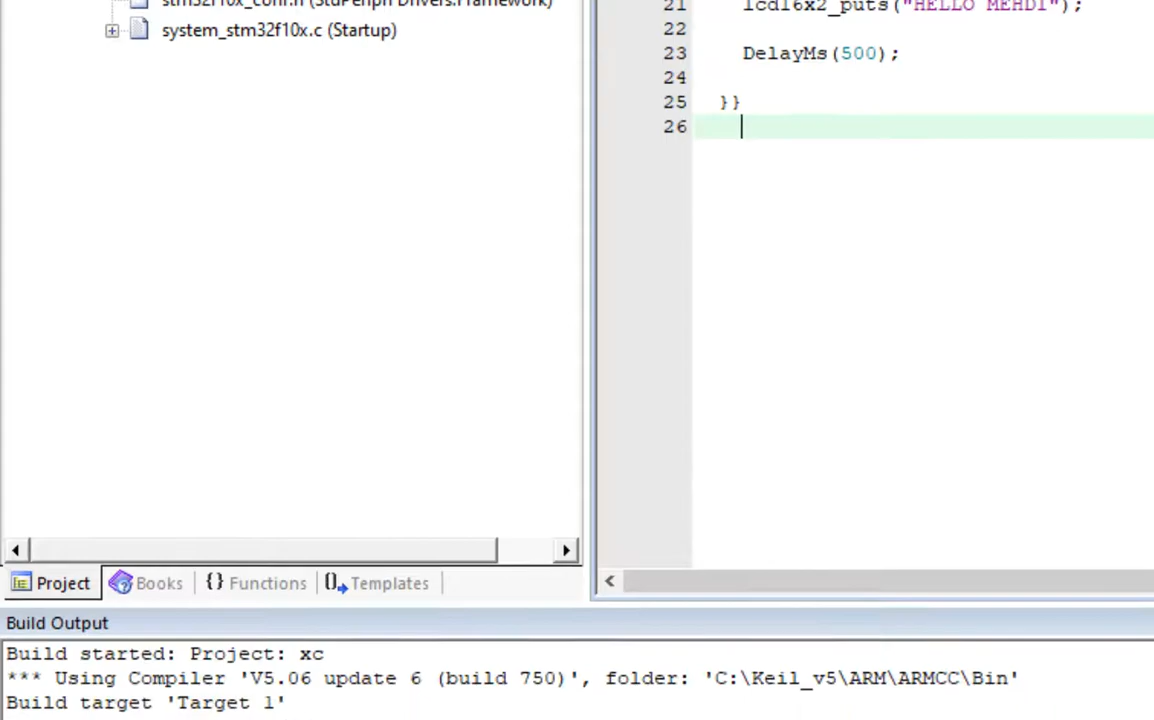 stm32f10x_conf.h (StdPeriph Drivers:Framework)
system_stm32f10x.c (Startup)
21 lcd16x2_puts("HELLO MEHDI");
22
23 DelayMs(500);
24
25 }}
26
Project Books {} Functions 0 Templates
Build Output
Build started: Project: xc
*** Using Compiler 'V5.06 update 6 (build 750)', folder: 'C:\Keil_v5\ARM\ARMCC\Bin'
Build target 'Target 1'